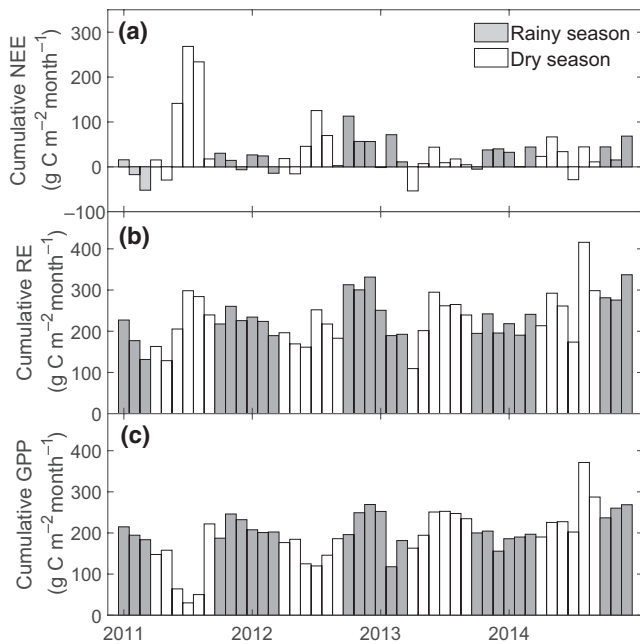 (a)
Rainy season
Dry season
Cumulative NEE
(g C m−2 month−1)
300
200
100
0
−100
(b)
Cumulative RE
(g C m−2 month−1)
400
300
200
100
0
(c)
Cumulative GPP
(g C m−2 month−1)
400
300
200
100
0
2011 2012 2013 2014